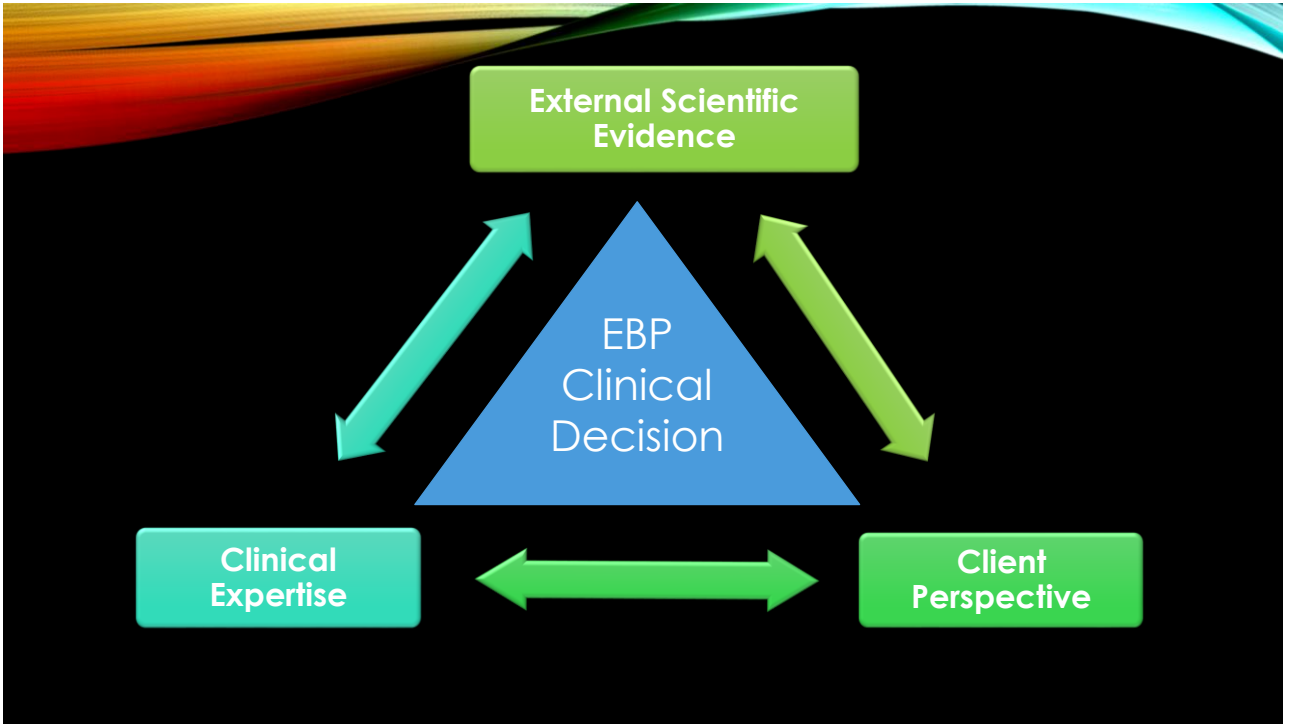 External Scientific
Evidence
EBP
Clinical
Decision
Clinical
Expertise
Client
Perspective